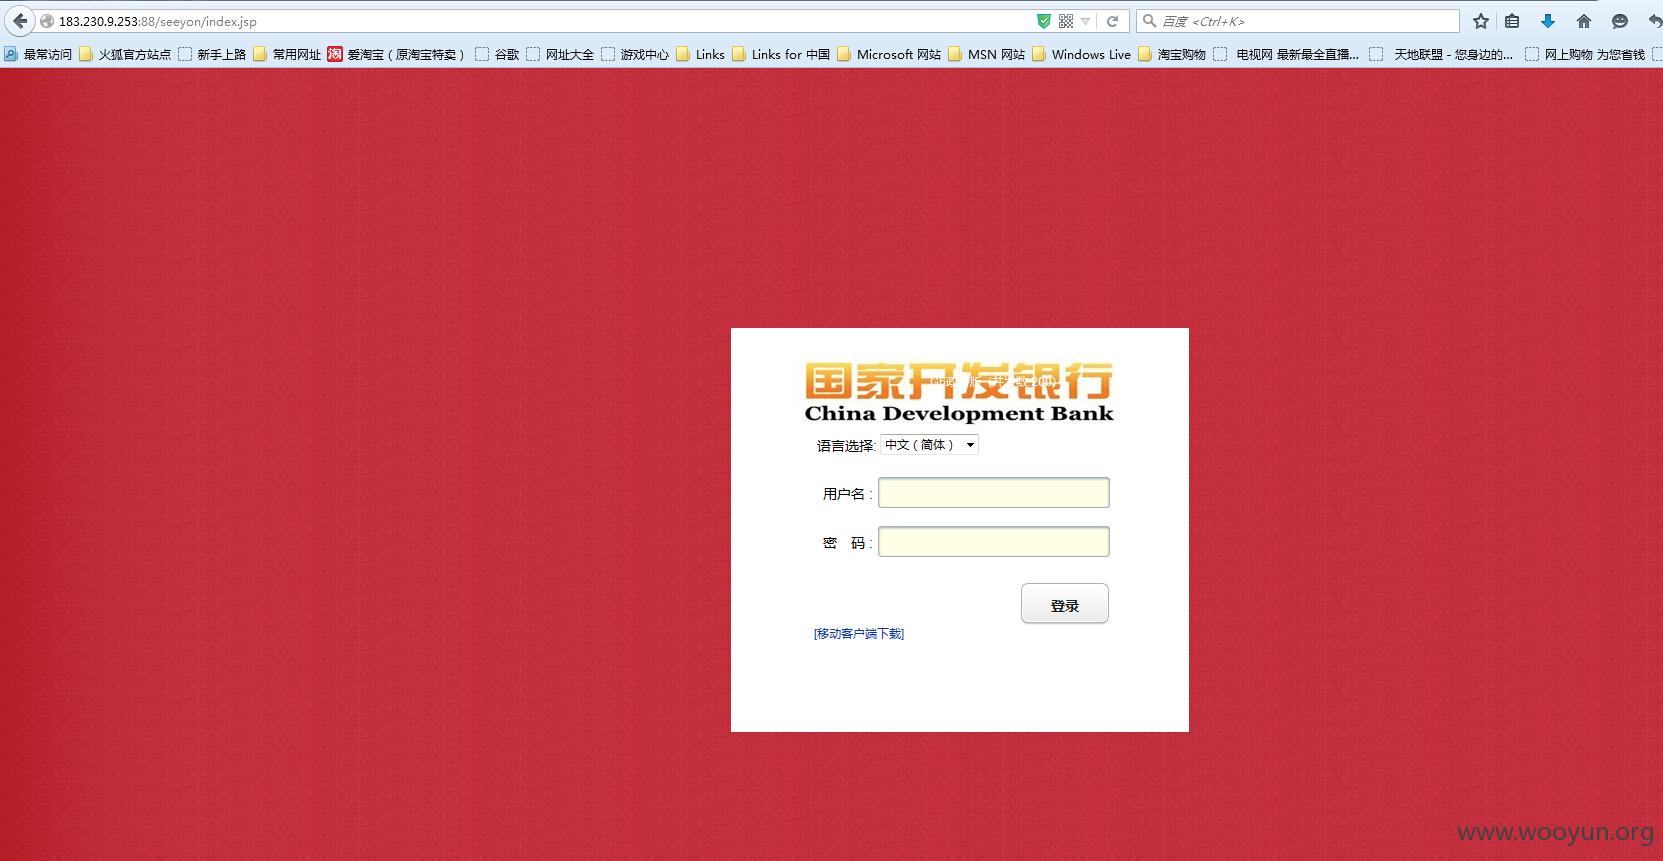 183.230.9.253:88/seeyon/index.jsp
百度 <Ctrl+K>
最常访问 火狐官方站点 新手上路 常用网址 淘 爱淘宝（原淘宝特卖） 谷歌 网址大全 游戏中心 Links Links for 中国 Microsoft 网站 MSN 网站 Windows Live 淘宝购物 电视网 最新最全直播... 天地联盟 - 您身边的... 网上购物 为您省钱
国家开发银行
China Development Bank
语言选择: 中文（简体）
用户名：
密 码：
登录
[移动客户端下载]
www.wooyun.org